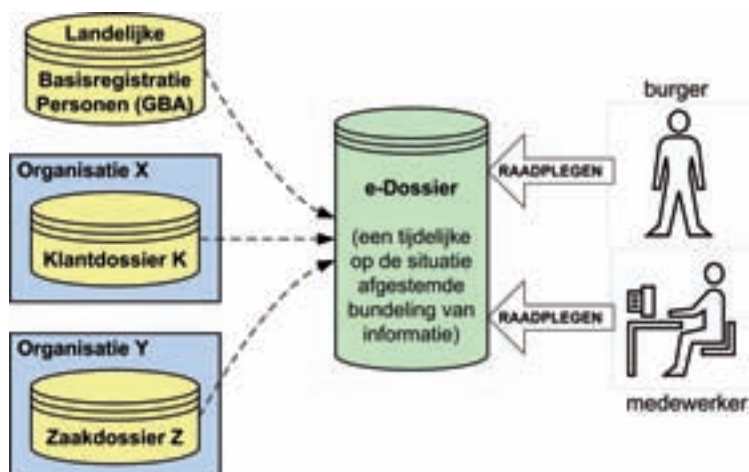 Landelijke
Basisregistratie
Personen (GBA)
Organisatie X
Klantdossier K
Organisatie Y
Zaakdossier Z
e-Dossier
(een tijdelijke
op de situatie
afgestemde
bundeling van
informatie)
burger
RAADPLEGEN
RAADPLEGEN
medewerker